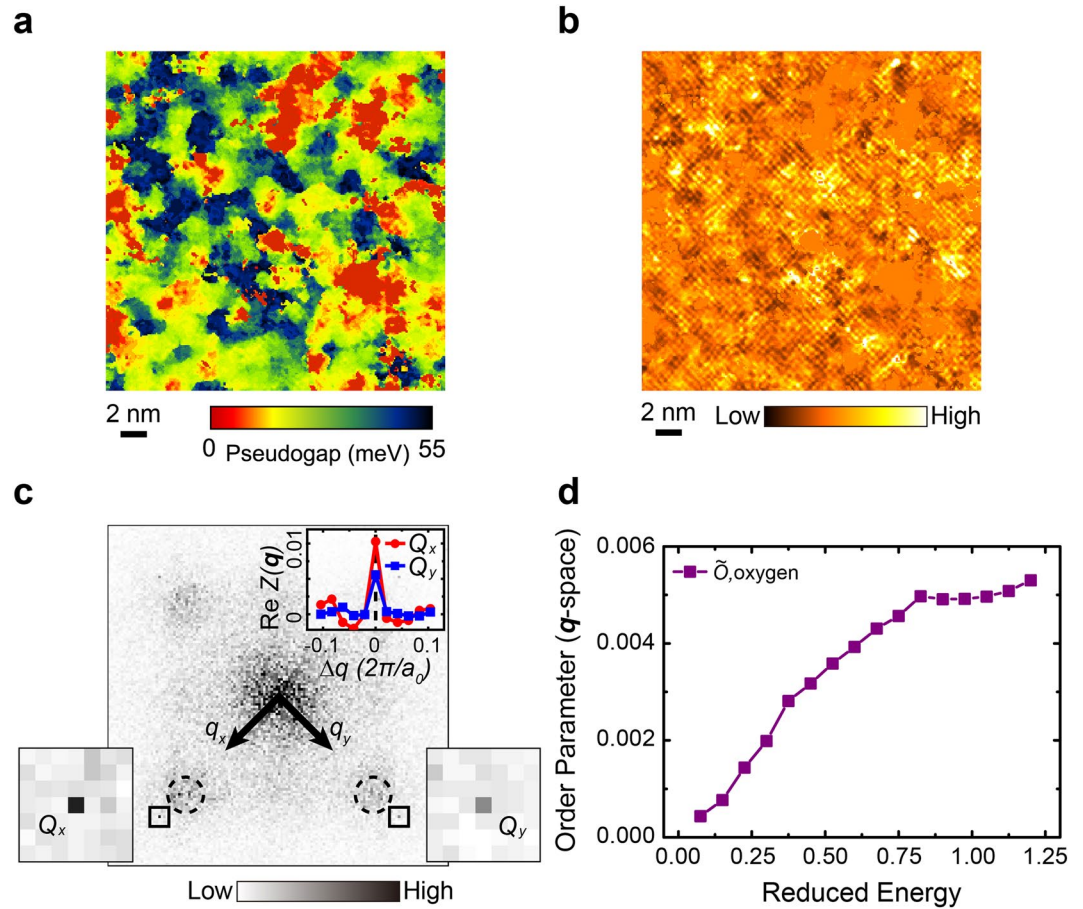 a
b
2 nm
0 Pseudogap (meV) 55
2 nm
Low High
c
Re Z(q)
0.01
0
Qx
Qy
-0.1 0 0.1
Δq (2π/a₀)
qx
qy
Qx
Qy
Low High
d
Order Parameter (q-space)
0.006
0.004
0.002
0.000
Õ,oxygen
0.00 0.25 0.50 0.75 1.00 1.25
Reduced Energy